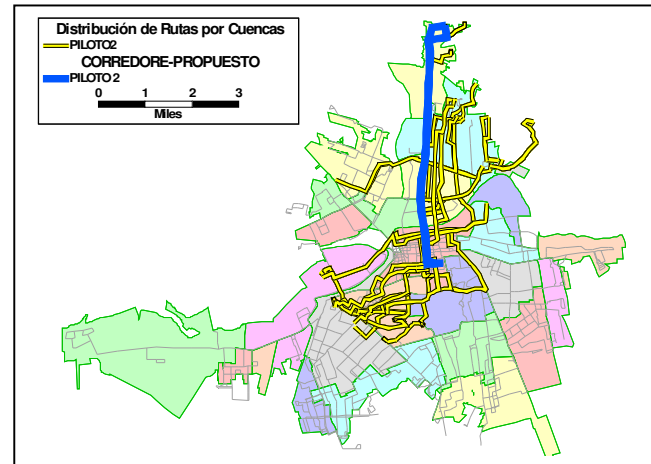 Distribución de Rutas por Cuencas
PILOTO2
CORREDORE-PROPUESTO
PILOTO 2
0 1 2 3
Miles